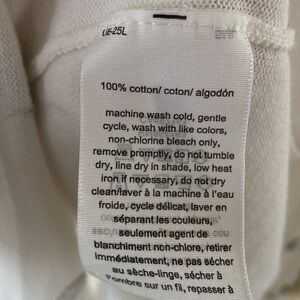 100% cotton/ coton/ algodón
machine wash cold, gentle
cycle, wash with like colors,
non-chlorine bleach only,
remove promptly, do not tumble
dry, line dry in shade, low heat
iron if necessary, do not dry
clean/laver à la machine à l'eau
froide, cycle délicat, laver en
séparant les couleurs,
seulement agent de
blanchiment non-chlore, retirer
immédiatement, ne pas sécher
au sèche-linge, sécher à
l'ombre sur un fil, repasser à